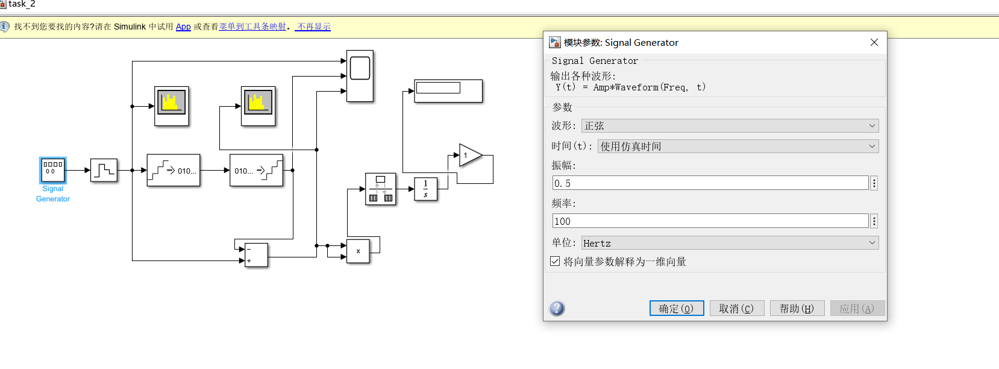 task_2
找不到您要找的内容?请在 Simulink 中试用 App 或查看菜单到工具条映射。 不再显示
010...
010...
Signal
Generator
1
1
s
−
+
x
模块参数: Signal Generator
Signal Generator
输出各种波形:
Y(t) = Amp*Waveform(Freq, t)
参数
波形: 正弦
时间(t): 使用仿真时间
振幅:
0.5
频率:
100
单位: Hertz
将向量参数解释为一维向量
确定(O) 取消(C) 帮助(H) 应用(A)